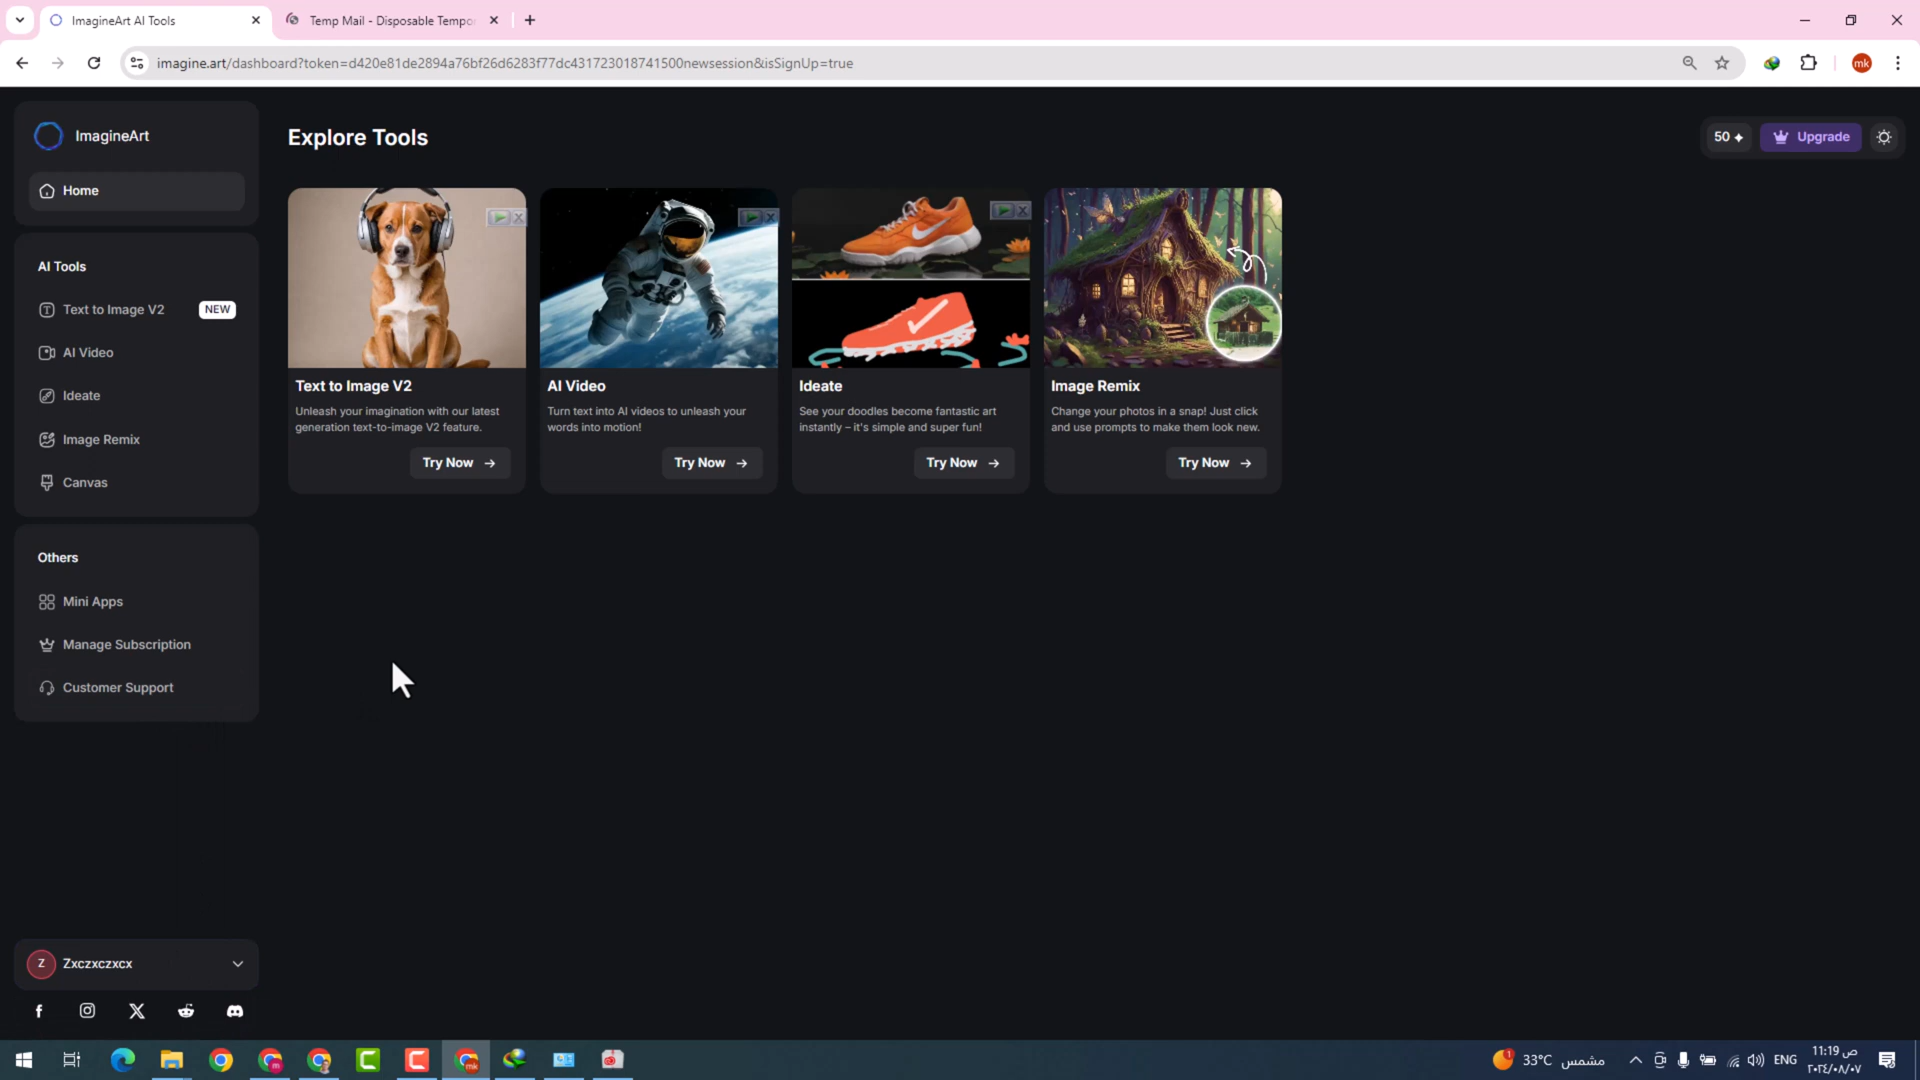 ImagineArt AI Tools
Temp Mail - Disposable Tempo
imagine.art/dashboard?token=d420e81de2894a76bf26d6283f77dc431723018741500newsession&isSignUp=true
mk
ImagineArt
Home
AI Tools
Text to Image V2 NEW
AI Video
Ideate
Image Remix
Canvas
Others
Mini Apps
Manage Subscription
Customer Support
Z Zxczxczxcx
Explore Tools
50
Upgrade
Text to Image V2
Unleash your imagination with our latest
generation text-to-image V2 feature.
Try Now
AI Video
Turn text into AI videos to unleash your
words into motion!
Try Now
Ideate
See your doodles become fantastic art
instantly – it's simple and super fun!
Try Now
Image Remix
Change your photos in a snap! Just click
and use prompts to make them look new.
Try Now
1
33°C مشمس
ENG
11:19 ص
٢٠٢٤/٠٨/٠٧